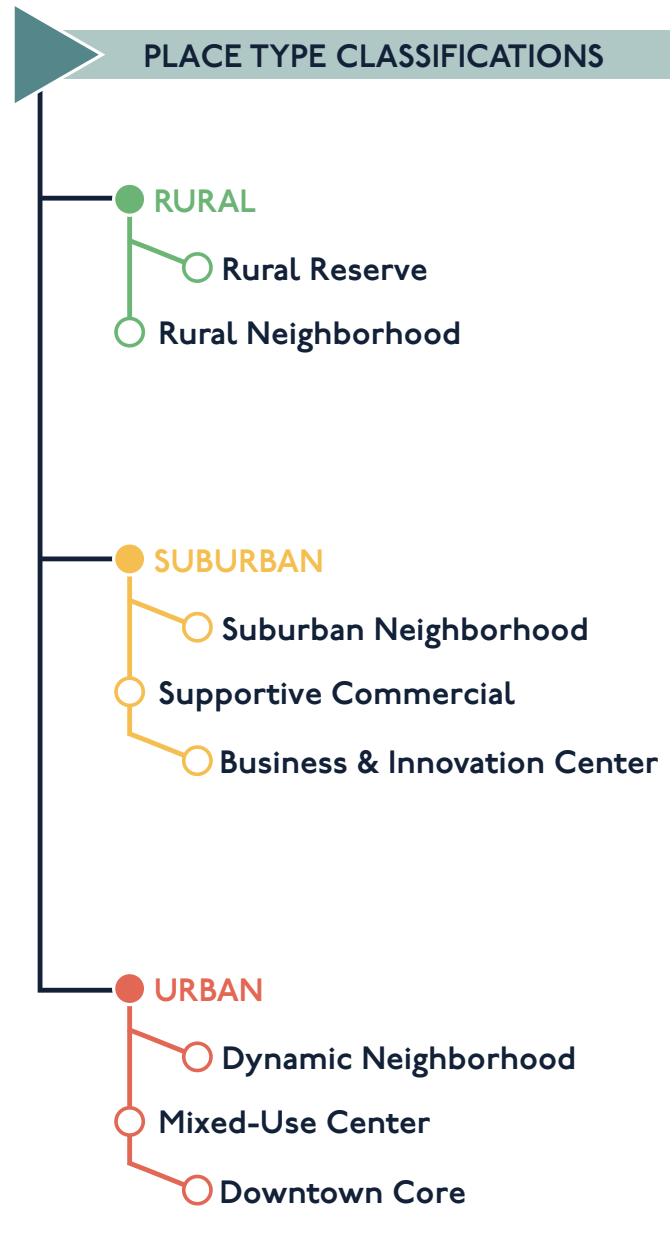 PLACE TYPE CLASSIFICATIONS
RURAL
Rural Reserve
Rural Neighborhood
SUBURBAN
Suburban Neighborhood
Supportive Commercial
Business & Innovation Center
URBAN
Dynamic Neighborhood
Mixed-Use Center
Downtown Core